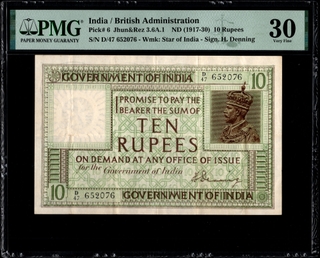 PMG
PAPER MONEY GUARANTY
India / British Administration
Pick# 6 Jhun&Rez 3.6A.1 ND (1917-30) 10 Rupees
S/N D/47 652076 - Wmk: Star of India - Sign. H. Denning
30
Very Fine
GOVERNMENT OF INDIA
10
D/47 652076
I PROMISE TO PAY THE
BEARER THE SUM OF
TEN
RUPEES
ON DEMAND AT ANY OFFICE OF ISSUE
for the Government of India
10
D/47 652076
GOVERNMENT OF INDIA